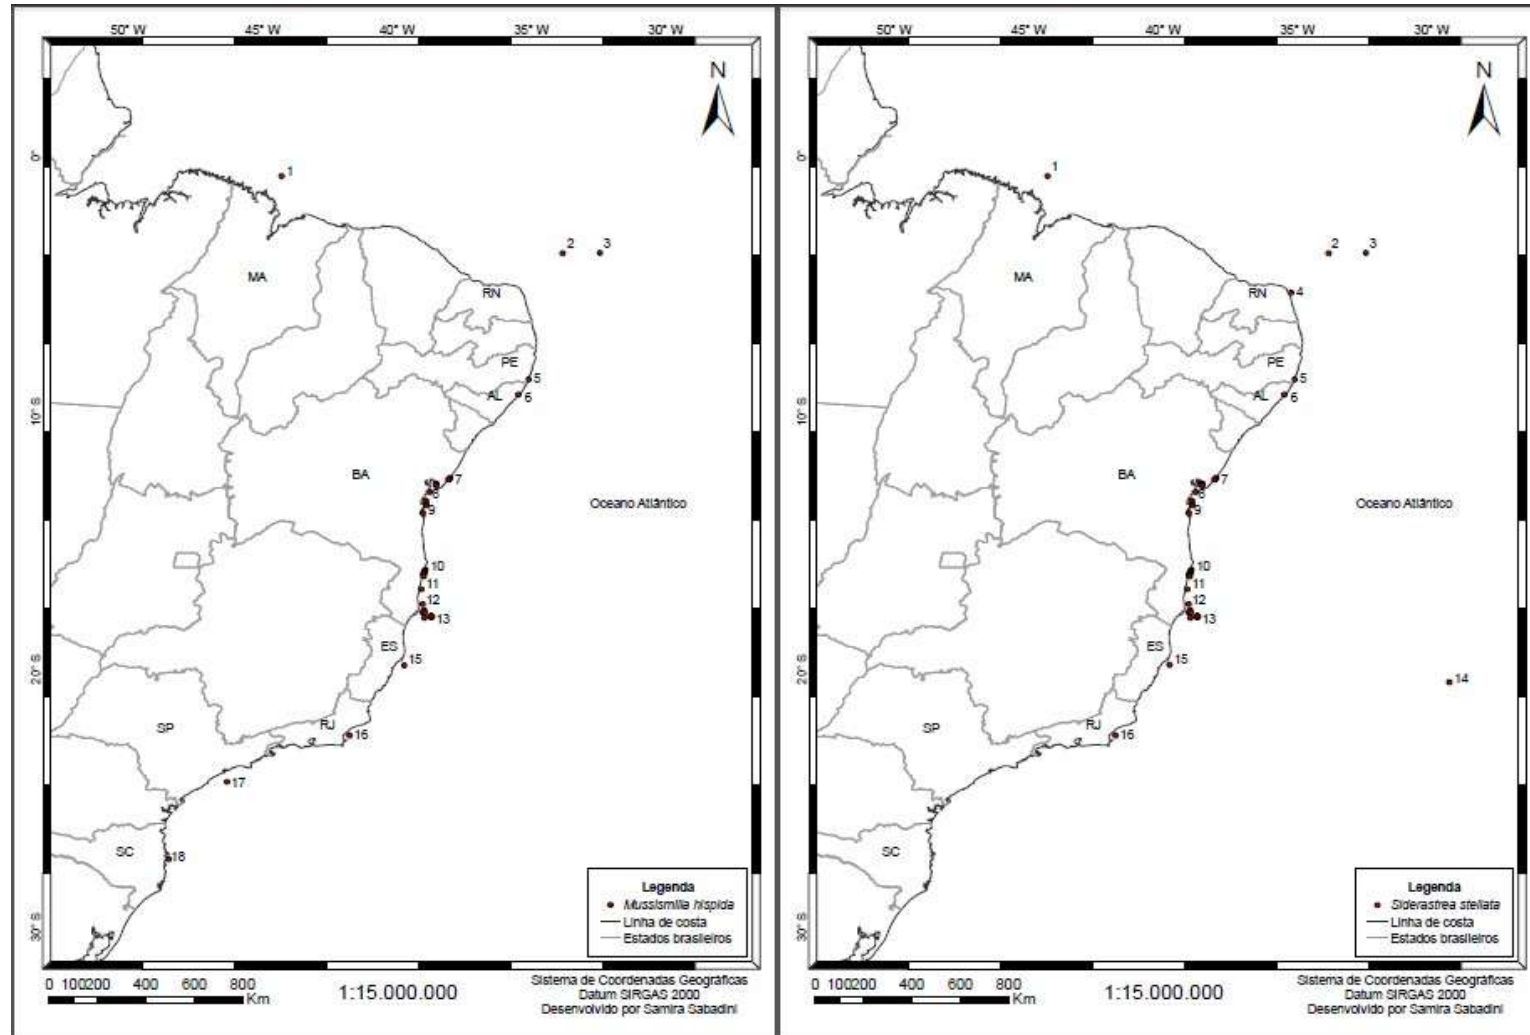 50° W 45° W 40° W 35° W 30° W
N
0°
1
2 3
MA
RN
PE
5
AL 6
10° S
BA
7
8
Oceano Atlântico
9
10
11
12
13
ES
15
20° S
SP
RJ
16
17
SC
18
30° S
Legenda
Mussismilia hispida
Linha de costa
Estados brasileiros
0 100200 400 600 800
Km
1:15.000.000
Sistema de Coordenadas Geográficas
Datum SIRGAS 2000
Desenvolvido por Samira Sabadini
50° W 45° W 40° W 35° W 30° W
N
0°
1
2 3
MA
RN 4
PE
5
AL 6
10° S
BA
7
8
Oceano Atlântico
9
10
11
12
13
ES
15
14
20° S
SP
RJ
16
SC
30° S
Legenda
Siderastrea stellata
Linha de costa
Estados brasileiros
0 100200 400 600 800
Km
1:15.000.000
Sistema de Coordenadas Geográficas
Datum SIRGAS 2000
Desenvolvido por Samira Sabadini